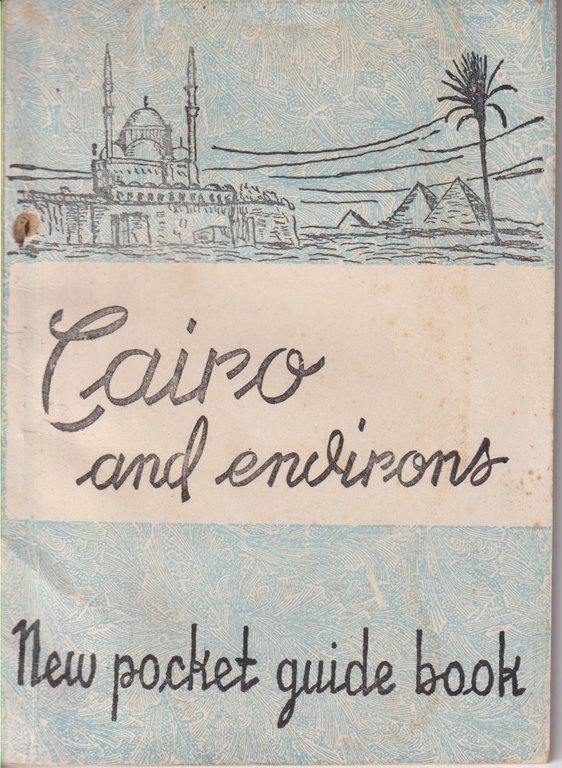 Cairo
and environs
New pocket guide book